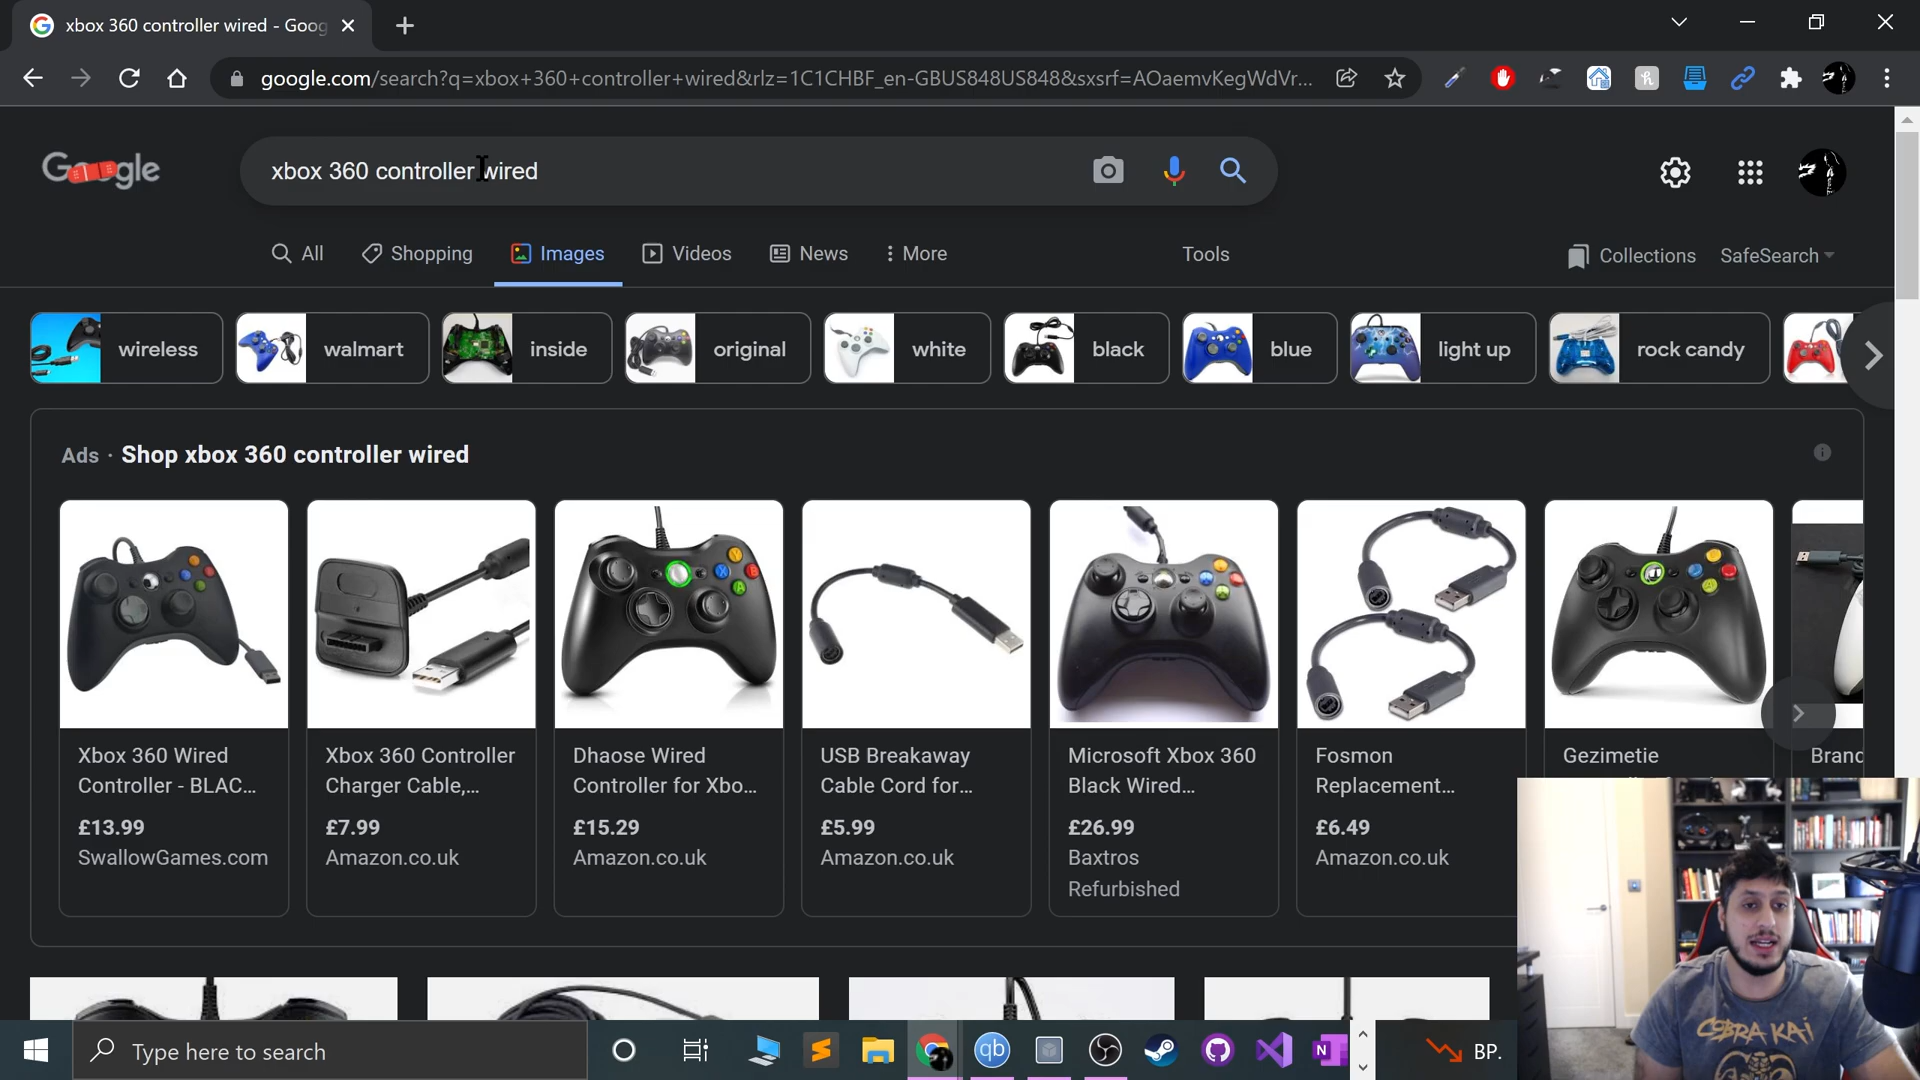 xbox 360 controller wired - Goog
google.com/search?q=xbox+360+controller+wired&rlz=1C1CHBF_en-GBUS848US848&sxsrf=AOaemvKegWdVr...
Google
xbox 360 controller wired
All
Shopping
Images
Videos
News
More
Tools
Collections
SafeSearch
wireless
walmart
inside
original
white
black
blue
light up
rock candy
Ads · Shop xbox 360 controller wired
Xbox 360 Wired
Controller - BLAC...
£13.99
SwallowGames.com
Xbox 360 Controller
Charger Cable,...
£7.99
Amazon.co.uk
Dhaose Wired
Controller for Xbo...
£15.29
Amazon.co.uk
USB Breakaway
Cable Cord for...
£5.99
Amazon.co.uk
Microsoft Xbox 360
Black Wired...
£26.99
Baxtros
Refurbished
Fosmon
Replacement...
£6.49
Amazon.co.uk
Gezimetie
Brand
COBRA KAI
Type here to search
qb
N
BP.